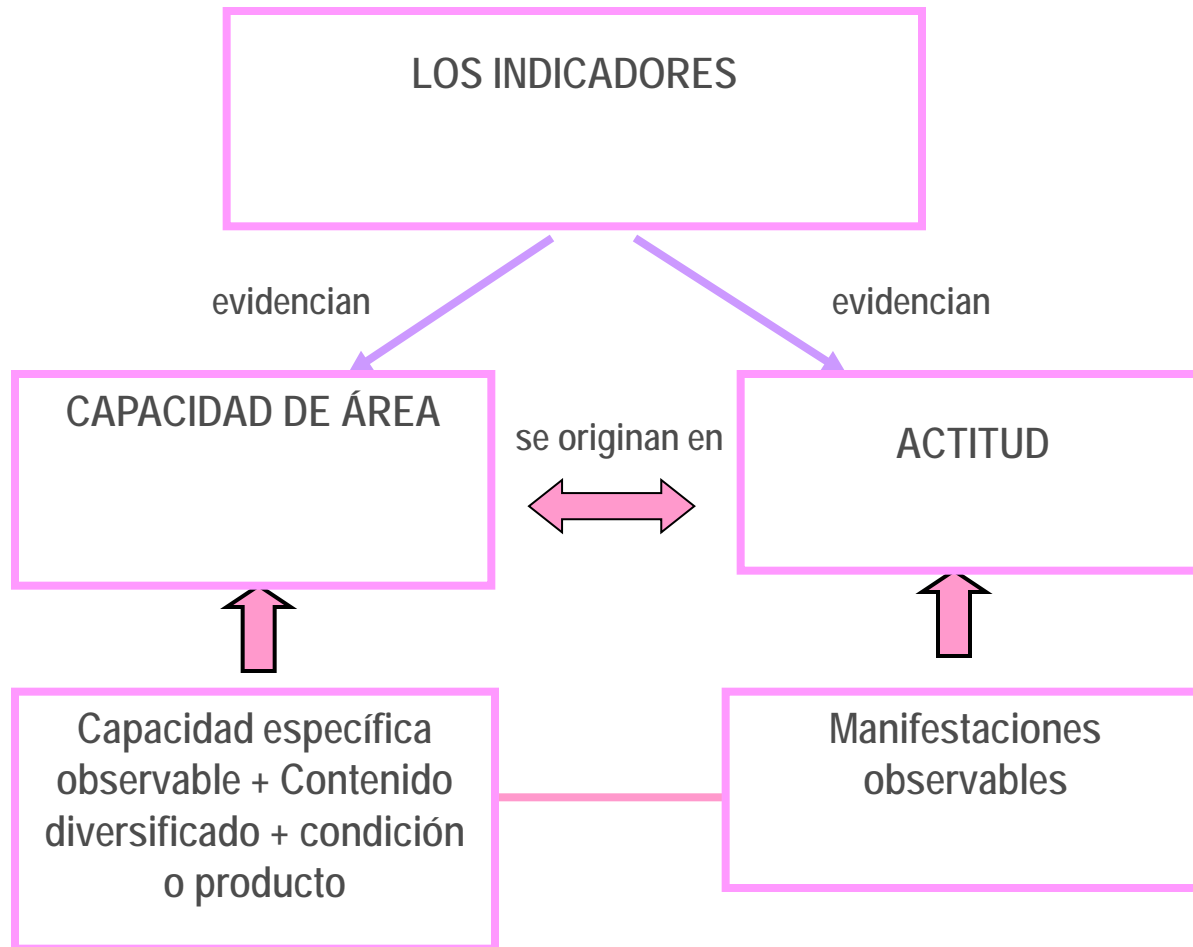 LOS INDICADORES
evidencian
evidencian
CAPACIDAD DE ÁREA
se originan en
ACTITUD
Capacidad específica
observable + Contenido
diversificado + condición
o producto
Manifestaciones
observables